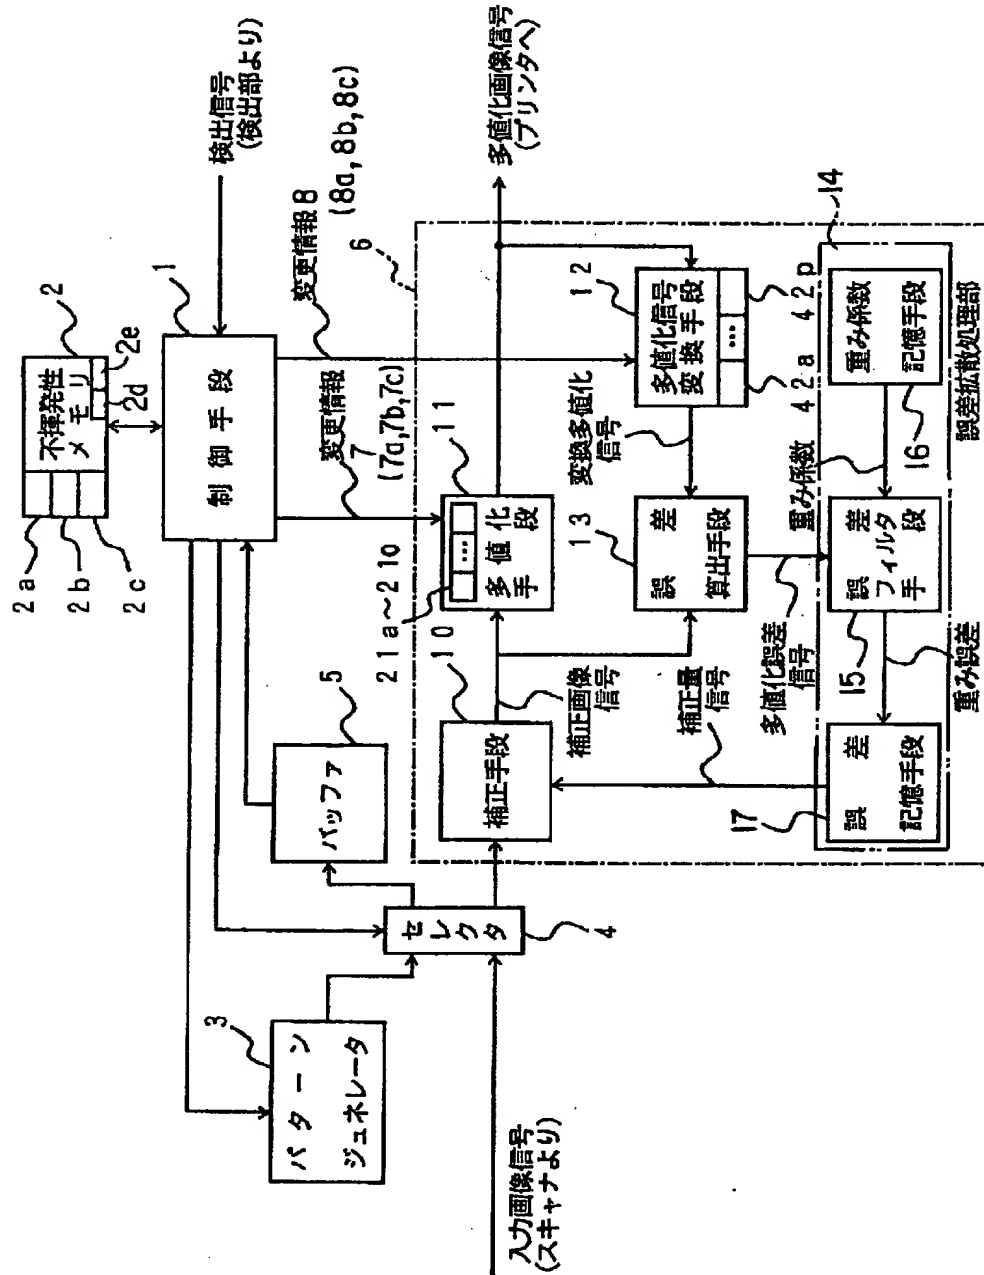 入力画像信号
(スキャナより)
3
パターン
ジェネレータ
セレクタ
4
5
バッファ
2a
2b
2c
不揮発性
メモリ
2
2d
2e
1
制御手段
検出信号
(検出部より)
変更情報
7
(7a,7b,7c)
変更情報8
(8a,8b,8c)
6
10
補正手段
補正画像
信号
21a~21o
11
多値化
手段
多値化画像信号
(プリンタへ)
12
多値化信号
変換手段
42a
42p
変換多値化
信号
13
誤差
算出手段
補正量
信号
多値化誤差
信号
14
重み係数
記憶手段
16
重み係数
誤差
フィルタ
手段
15
重み誤差
誤差
記憶手段
17
誤差拡散処理部